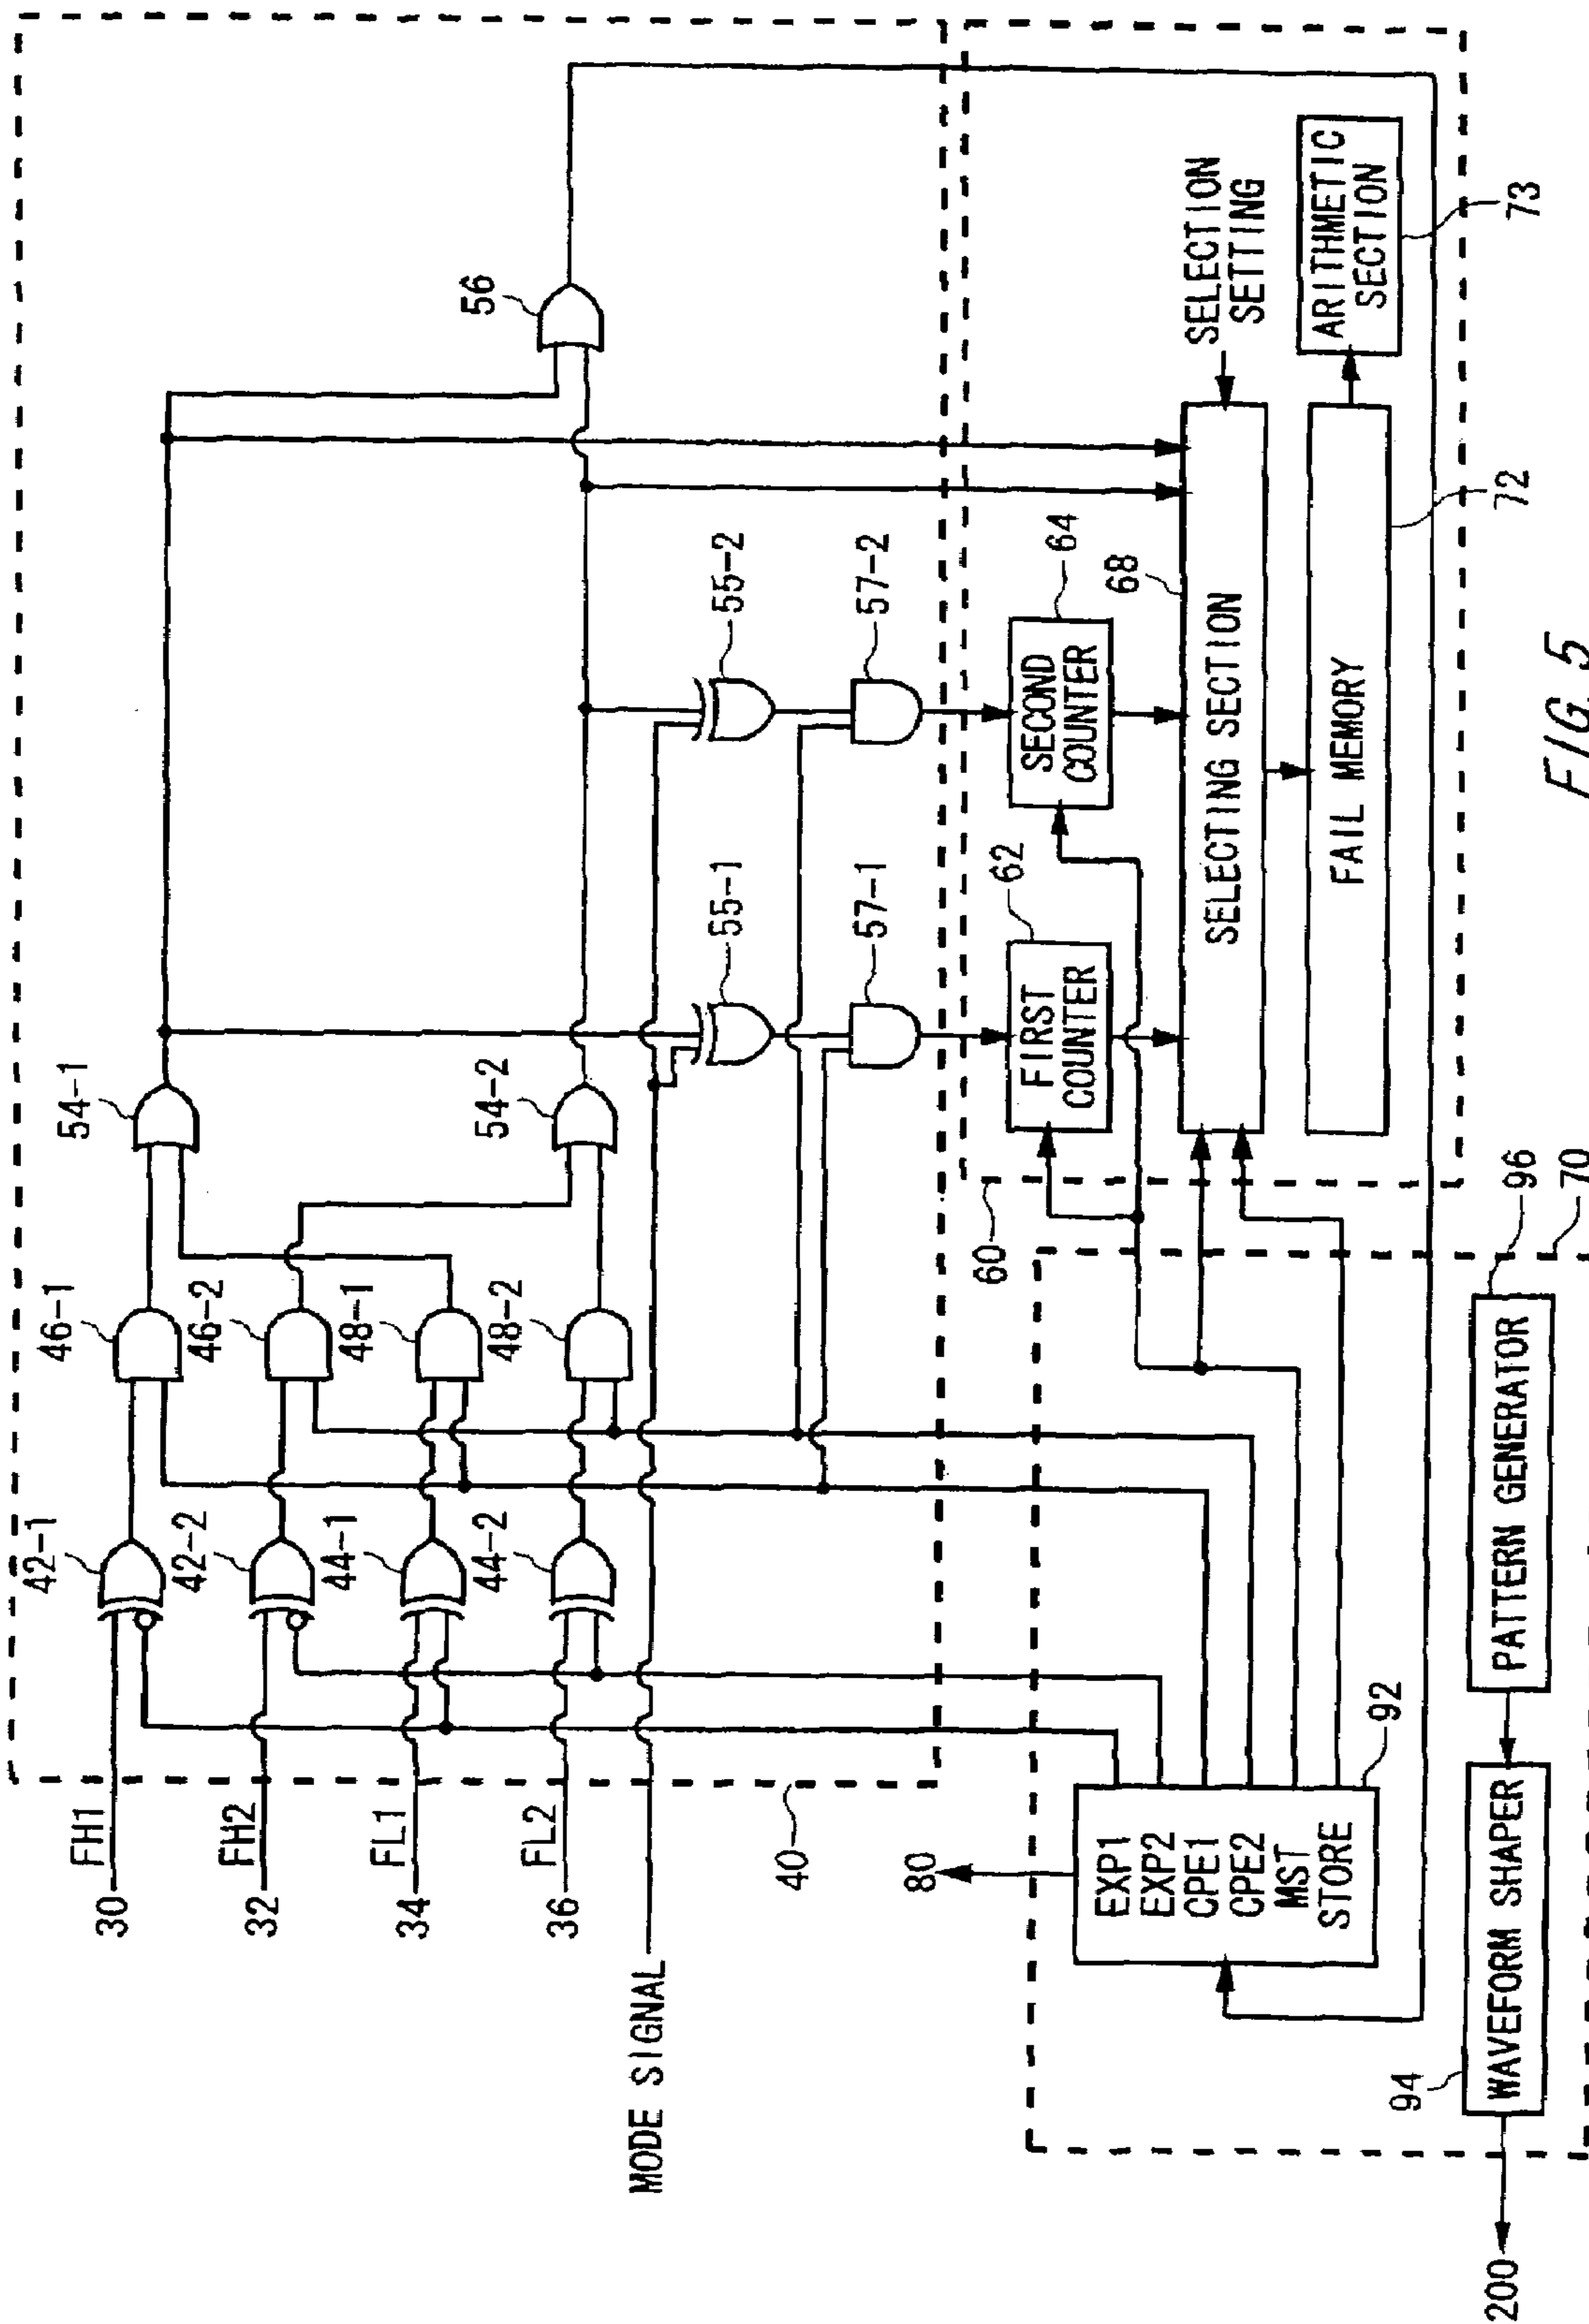 30
FH1
32
FH2
34
FL1
36
FL2
MODE SIGNAL
42-1
42-2
44-1
44-2
46-1
46-2
48-1
48-2
54-1
54-2
55-1
55-2
57-1
57-2
56
40
80
EXP1
EXP2
CPE1
CPE2
MST
STORE
92
60
FIRST
COUNTER
62
SECOND
COUNTER
64
68
SELECTING SECTION
SELECTION
SETTING
FAIL MEMORY
72
ARITHMETIC
SECTION
73
200
94
WAVEFORM SHAPER
PATTERN GENERATOR
96
70
FIG. 5